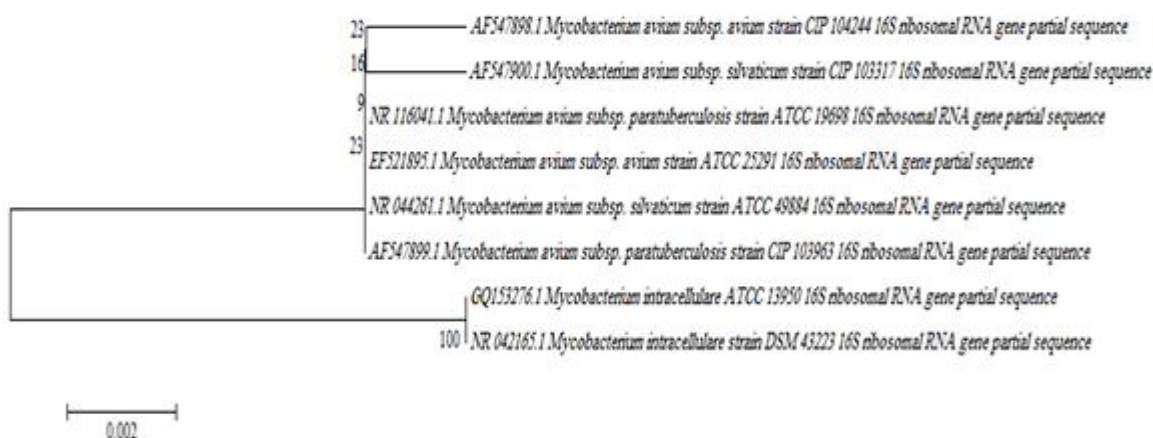 23
AF547898.1 Mycobacterium avium subsp. avium strain CIP 104244 16S ribosomal RNA gene partial sequence
16
AF547900.1 Mycobacterium avium subsp. silvaticum strain CIP 103317 16S ribosomal RNA gene partial sequence
9
NR 116041.1 Mycobacterium avium subsp. paratuberculosis strain ATCC 19698 16S ribosomal RNA gene partial sequence
23
EF521895.1 Mycobacterium avium subsp. avium strain ATCC 25291 16S ribosomal RNA gene partial sequence
NR 044261.1 Mycobacterium avium subsp. silvaticum strain ATCC 49884 16S ribosomal RNA gene partial sequence
AF547899.1 Mycobacterium avium subsp. paratuberculosis strain CIP 103963 16S ribosomal RNA gene partial sequence
GQ153276.1 Mycobacterium intracellulare ATCC 13950 16S ribosomal RNA gene partial sequence
100 NR 042165.1 Mycobacterium intracellulare strain DSM 43223 16S ribosomal RNA gene partial sequence
0.002